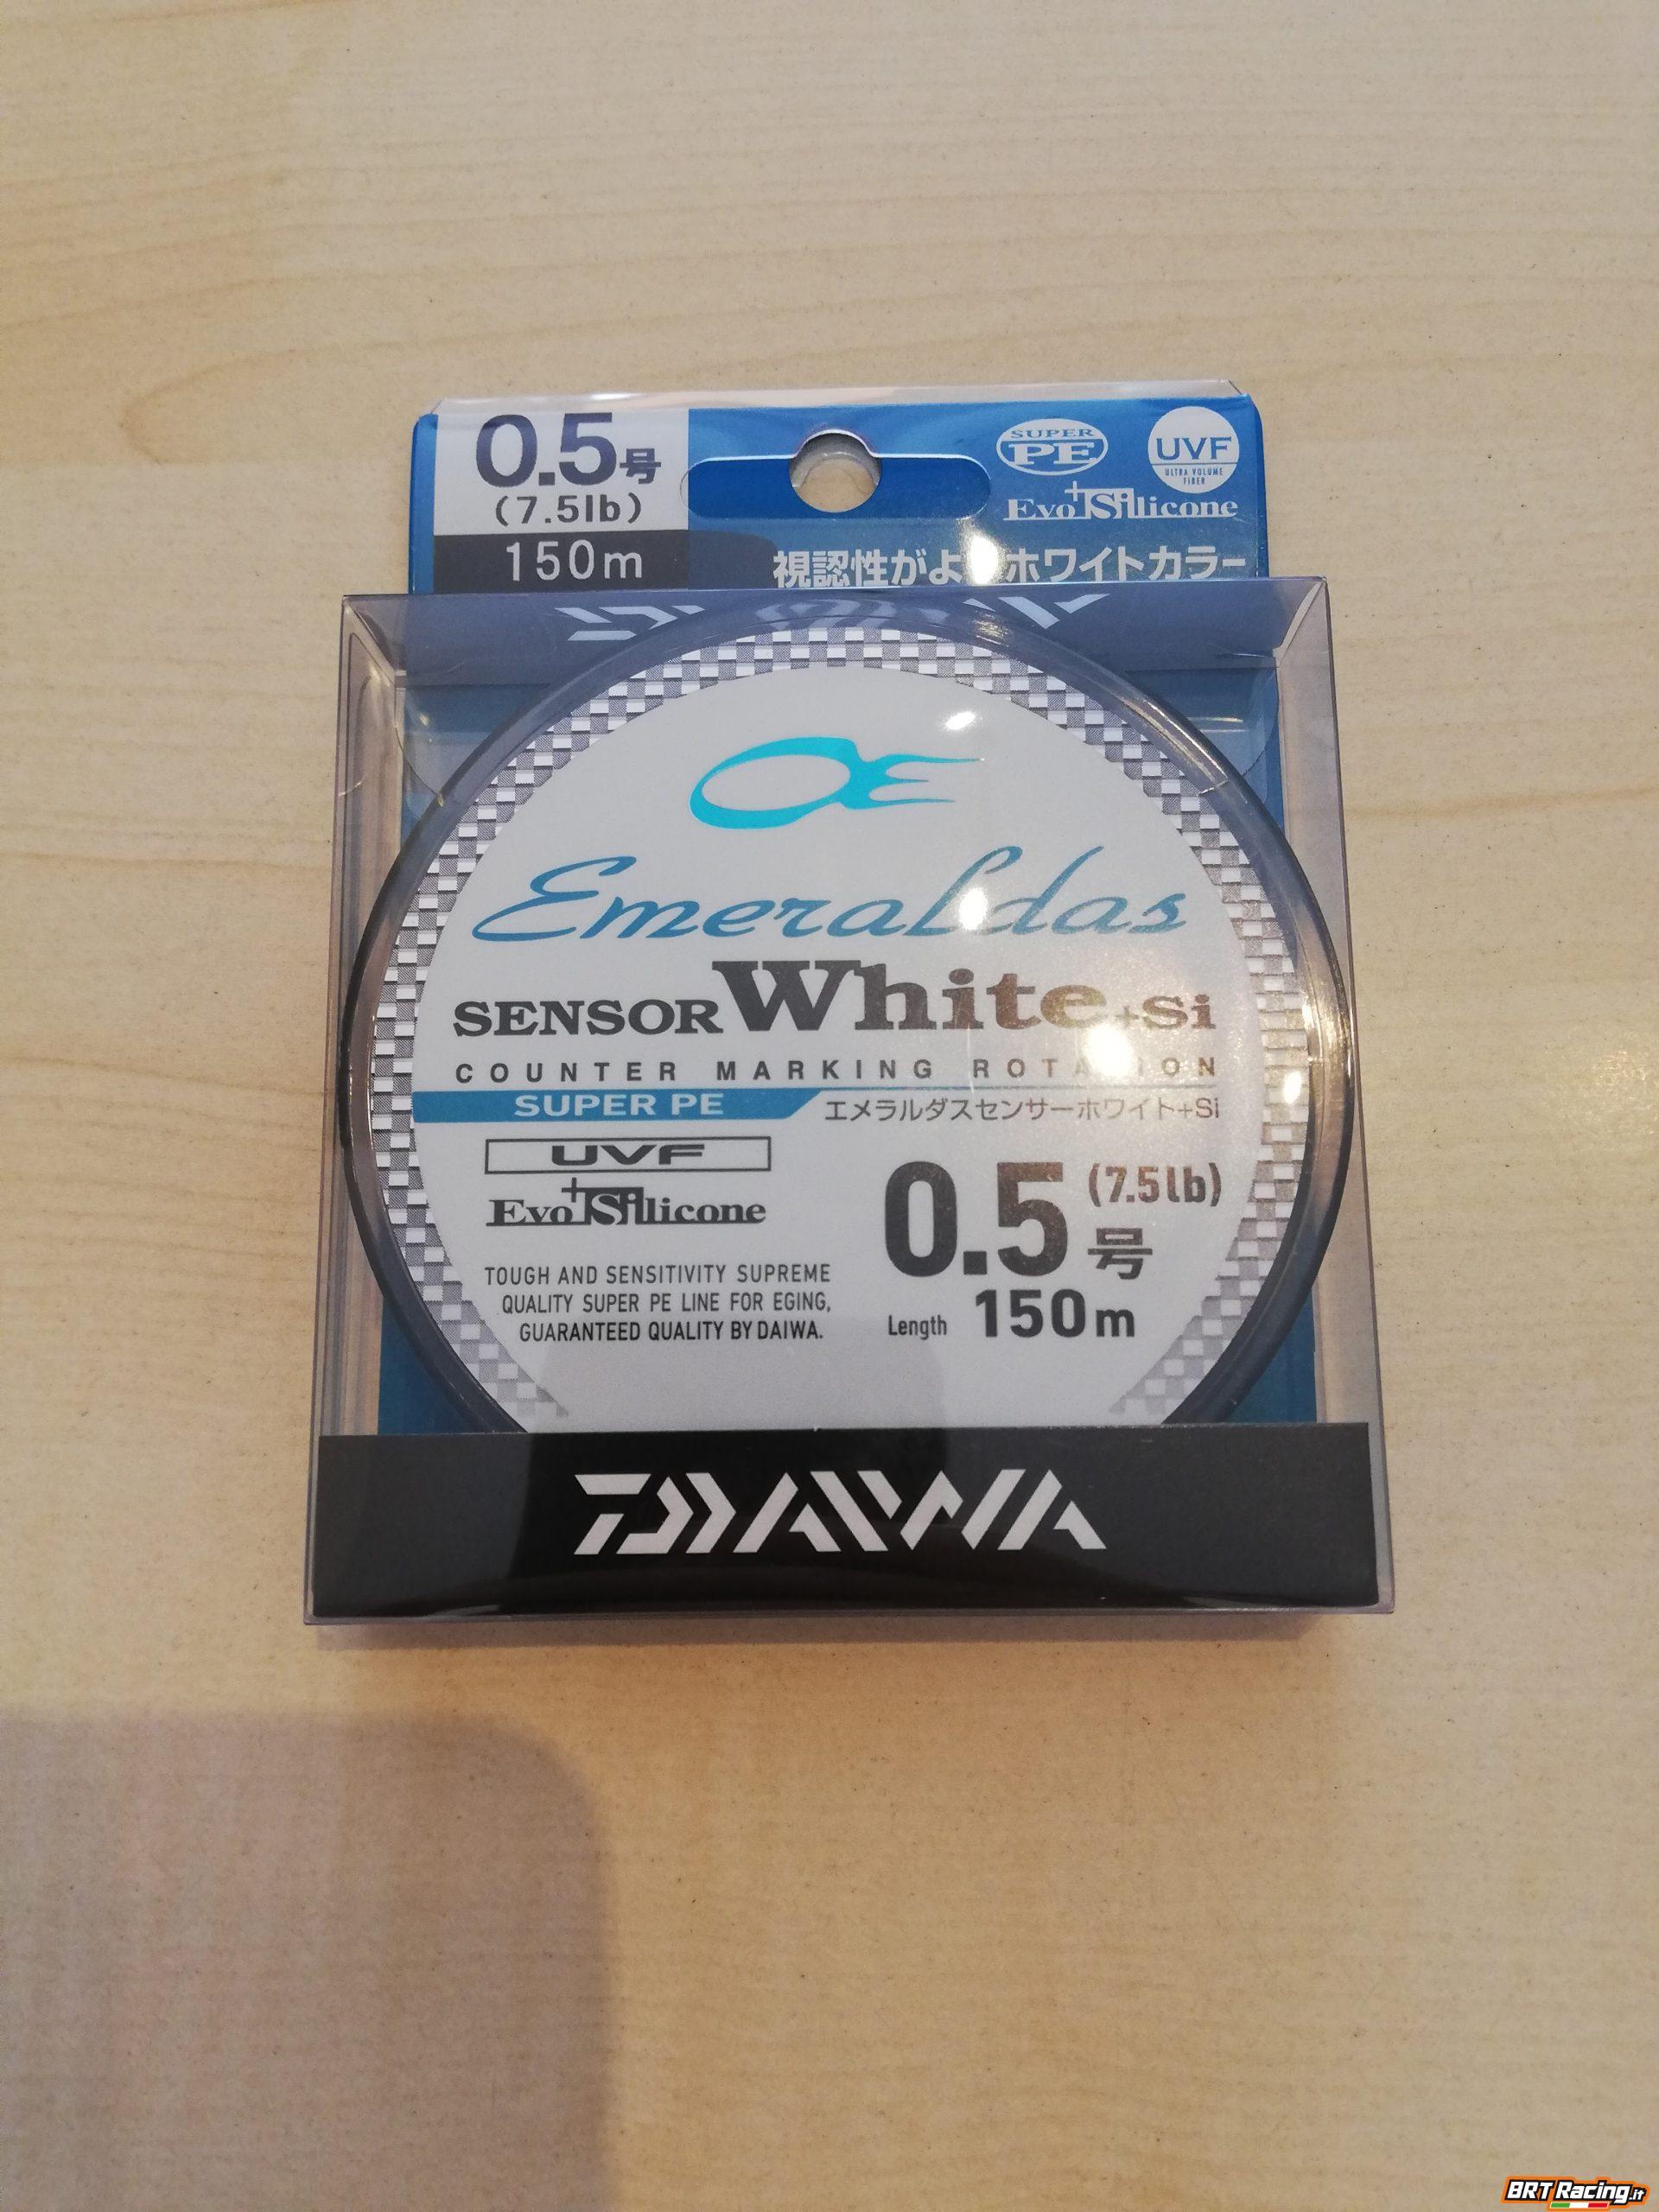 0.5号
(7.5lb)
150m
SUPER
PE
UVF
ULTRA VOLUME
FIBER
Evo+Silicone
視認性がよ ホワイトカラー
Emeraldas
SENSOR White+Si
COUNTER MARKING ROTATION
SUPER PE
エメラルダスセンサーホワイト+Si
UVF
Evo+Silicone
TOUGH AND SENSITIVITY SUPREME
QUALITY SUPER PE LINE FOR EGING,
GUARANTEED QUALITY BY DAIWA.
0.5号 (7.5lb)
Length 150m
DAIWA
BRT Racing.it